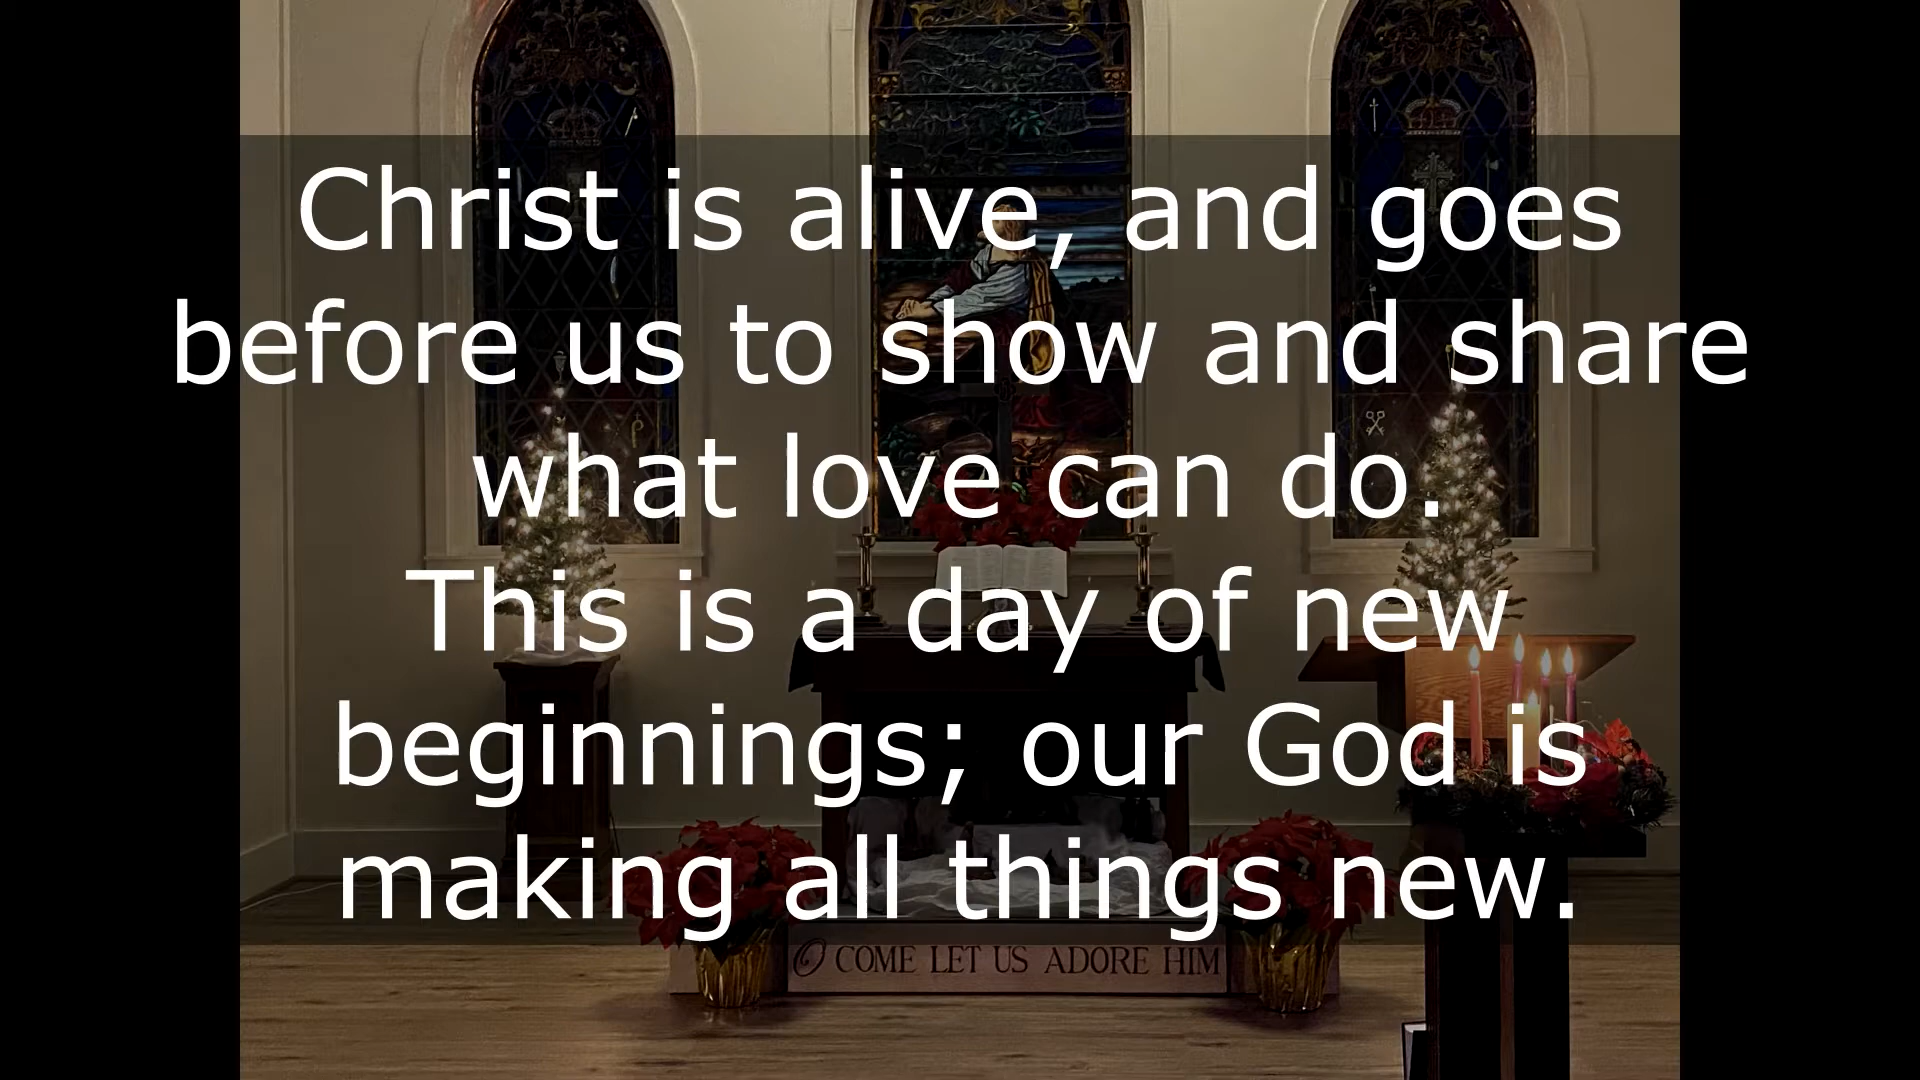 Christ is alive, and goes
before us to show and share
what love can do.
This is a day of new
beginnings; our God is
making all things new.
O COME LET US ADORE HIM